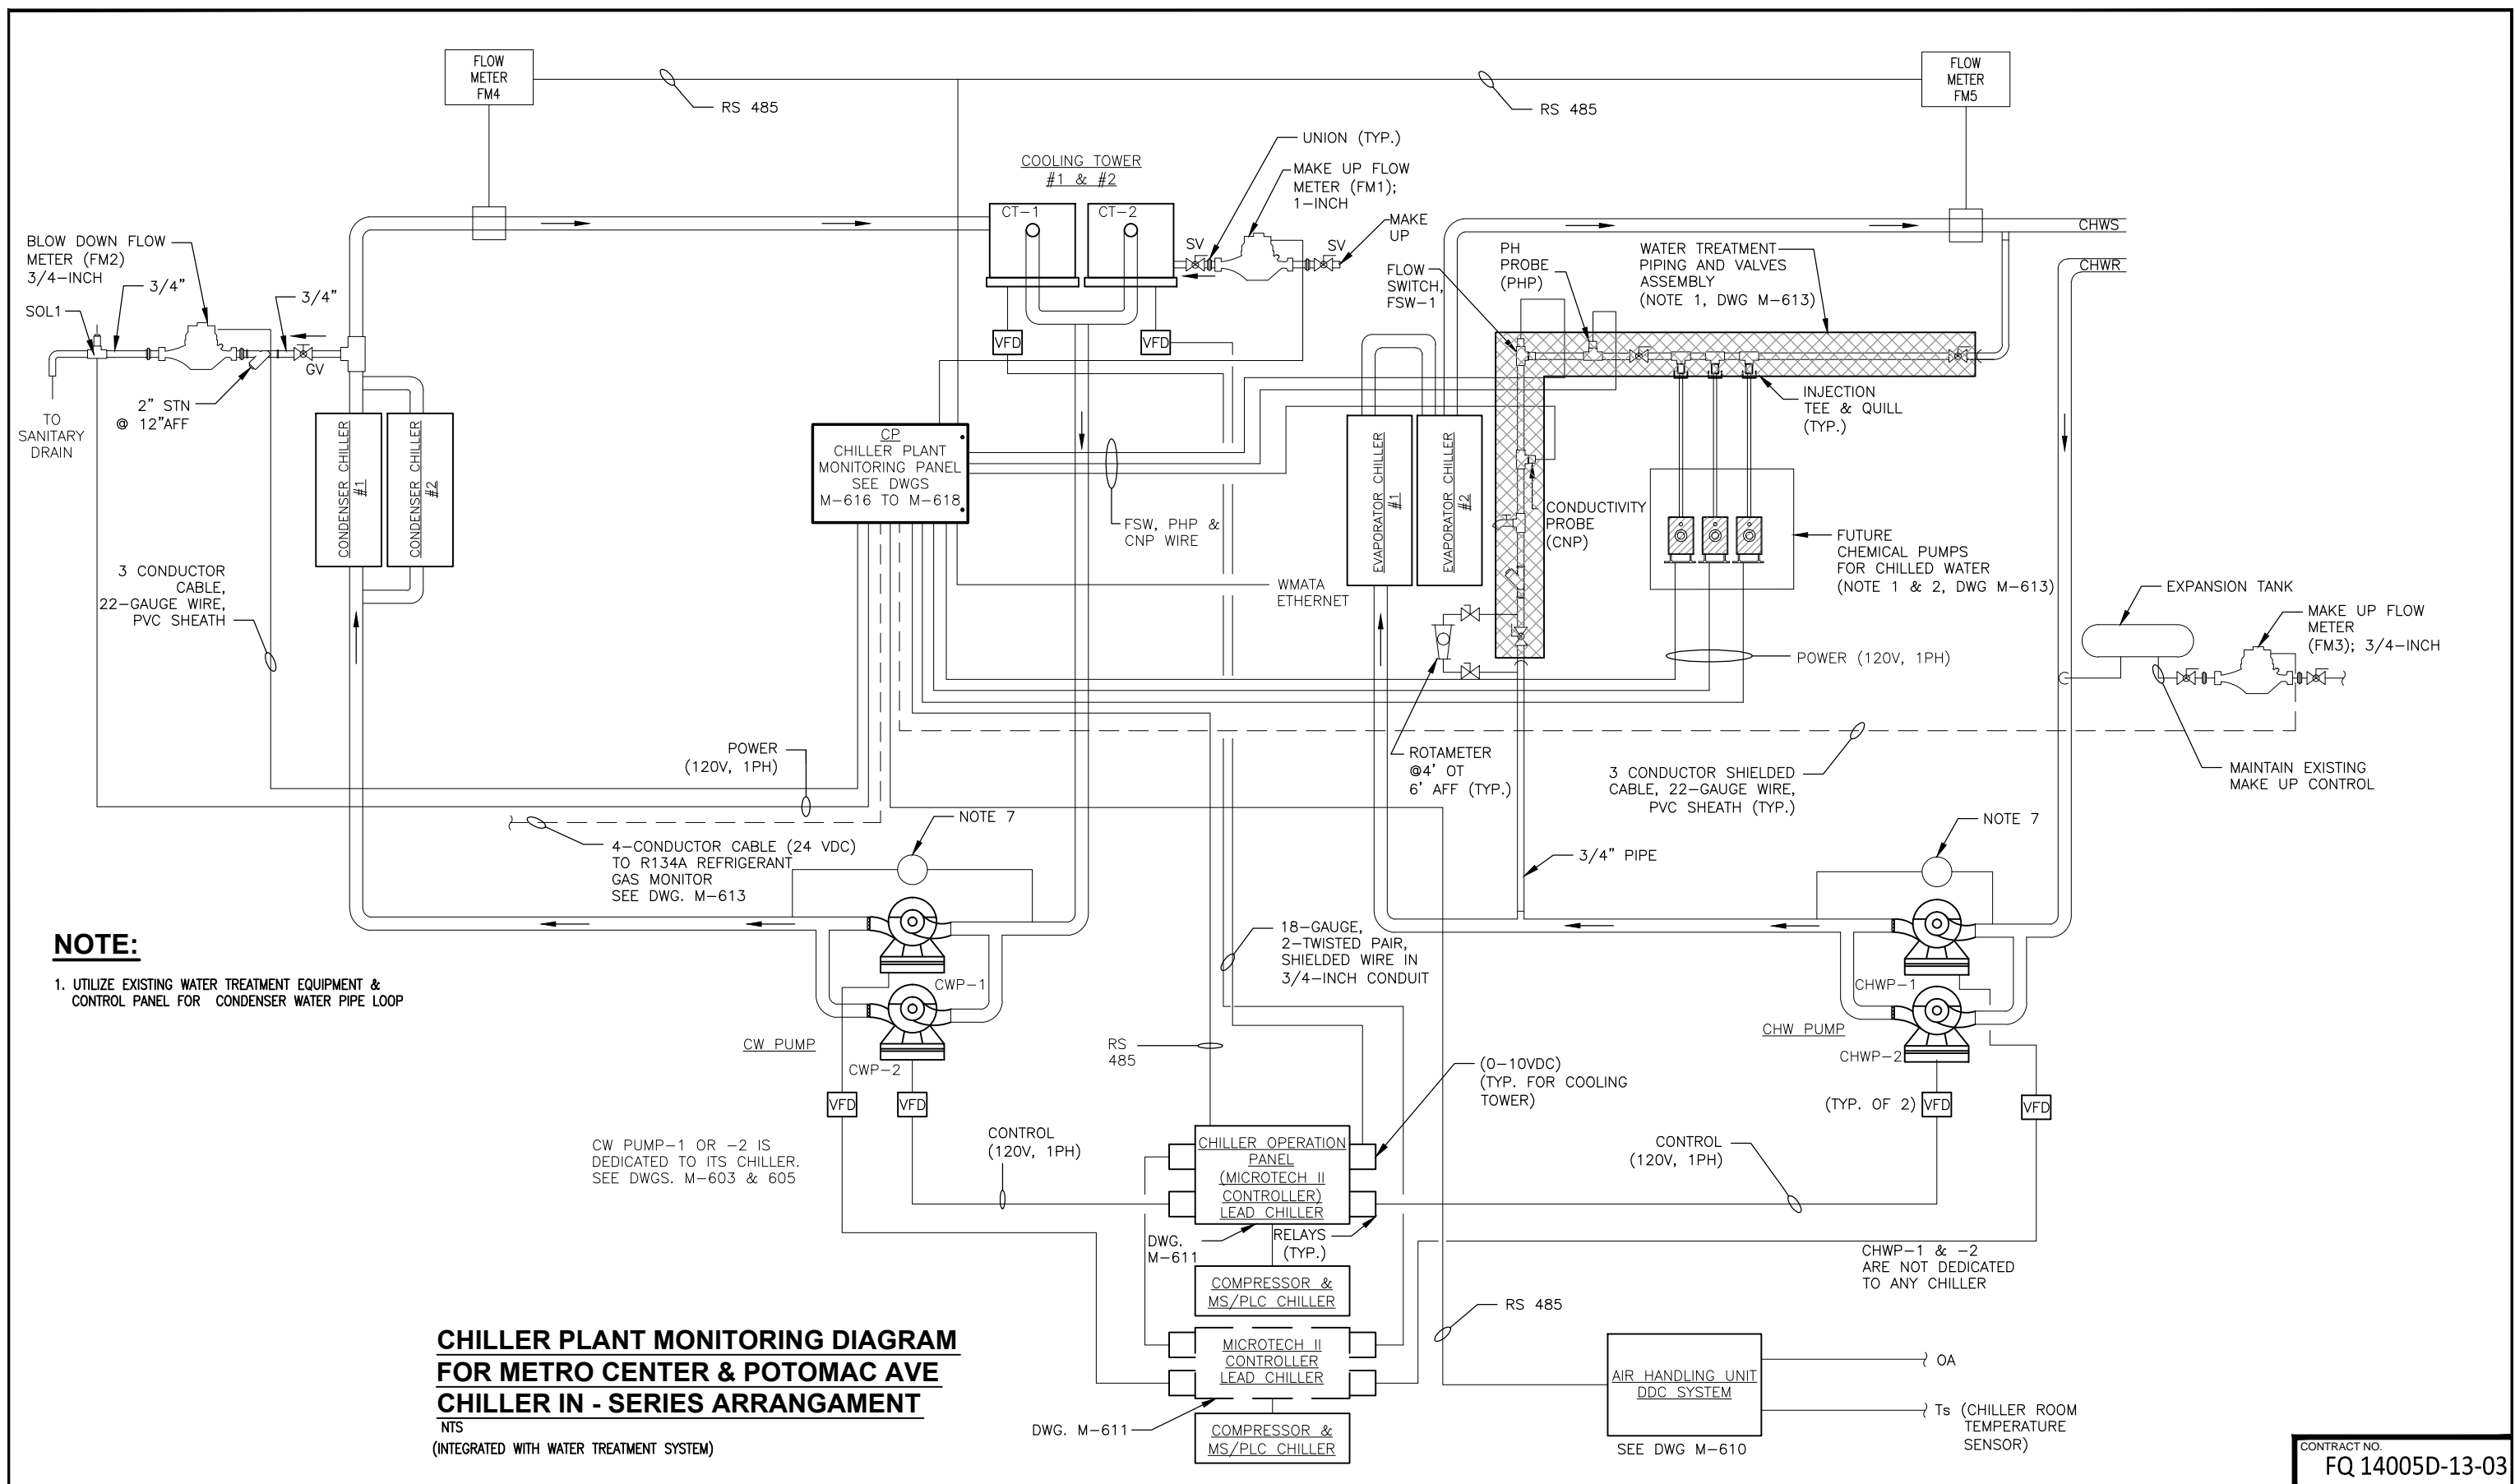 FLOW
METER
FM4
RS 485
RS 485
FLOW
METER
FM5
COOLING TOWER
#1 & #2
UNION (TYP.)
MAKE UP FLOW
METER (FM1);
1-INCH
MAKE
UP
CT-1
CT-2
SV
SV
VFD
VFD
BLOW DOWN FLOW
METER (FM2)
3/4-INCH
3/4"
3/4"
SOL1
GV
2" STN
@ 12"AFF
TO
SANITARY
DRAIN
CONDENSER CHILLER
#1
CONDENSER CHILLER
#2
FLOW
SWITCH,
FSW-1
PH
PROBE
(PHP)
WATER TREATMENT
PIPING AND VALVES
ASSEMBLY
(NOTE 1, DWG M-613)
CHWS
CHWR
INJECTION
TEE & QUILL
(TYP.)
CP
CHILLER PLANT
MONITORING PANEL
SEE DWGS
M-616 TO M-618
FSW, PHP &
CNP WIRE
WMATA
ETHERNET
EVAPORATOR CHILLER
#1
EVAPORATOR CHILLER
#2
CONDUCTIVITY
PROBE
(CNP)
FUTURE
CHEMICAL PUMPS
FOR CHILLED WATER
(NOTE 1 & 2, DWG M-613)
3 CONDUCTOR
CABLE,
22-GAUGE WIRE,
PVC SHEATH
EXPANSION TANK
MAKE UP FLOW
METER
(FM3); 3/4-INCH
POWER (120V, 1PH)
POWER
(120V, 1PH)
ROTAMETER
@4' OT
6' AFF (TYP.)
3 CONDUCTOR SHIELDED
CABLE, 22-GAUGE WIRE,
PVC SHEATH (TYP.)
MAINTAIN EXISTING
MAKE UP CONTROL
NOTE 7
4-CONDUCTOR CABLE (24 VDC)
TO R134A REFRIGERANT
GAS MONITOR
SEE DWG. M-613
3/4" PIPE
NOTE 7
NOTE:
1. UTILIZE EXISTING WATER TREATMENT EQUIPMENT &
CONTROL PANEL FOR CONDENSER WATER PIPE LOOP
18-GAUGE,
2-TWISTED PAIR,
SHIELDED WIRE IN
3/4-INCH CONDUIT
CWP-1
CW PUMP
CWP-2
VFD
VFD
RS
485
CHWP-1
CHW PUMP
CHWP-2
(TYP. OF 2)
VFD
VFD
(0-10VDC)
(TYP. FOR COOLING
TOWER)
CW PUMP-1 OR -2 IS
DEDICATED TO ITS CHILLER.
SEE DWGS. M-603 & 605
CONTROL
(120V, 1PH)
CHILLER OPERATION
PANEL
(MICROTECH II
CONTROLLER)
LEAD CHILLER
CONTROL
(120V, 1PH)
DWG.
M-611
RELAYS
(TYP.)
CHWP-1 & -2
ARE NOT DEDICATED
TO ANY CHILLER
COMPRESSOR &
MS/PLC CHILLER
RS 485
MICROTECH II
CONTROLLER
LEAD CHILLER
DWG. M-611
COMPRESSOR &
MS/PLC CHILLER
AIR HANDLING UNIT
DDC SYSTEM
SEE DWG M-610
OA
Ts (CHILLER ROOM
TEMPERATURE
SENSOR)
CHILLER PLANT MONITORING DIAGRAM
FOR METRO CENTER & POTOMAC AVE
CHILLER IN - SERIES ARRANGAMENT
NTS
(INTEGRATED WITH WATER TREATMENT SYSTEM)
CONTRACT NO.
FQ 14005D-13-03